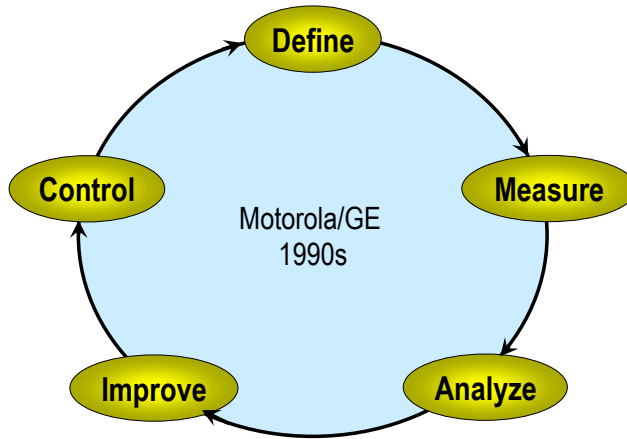 Define
Control
Measure
Motorola/GE
1990s
Improve
Analyze